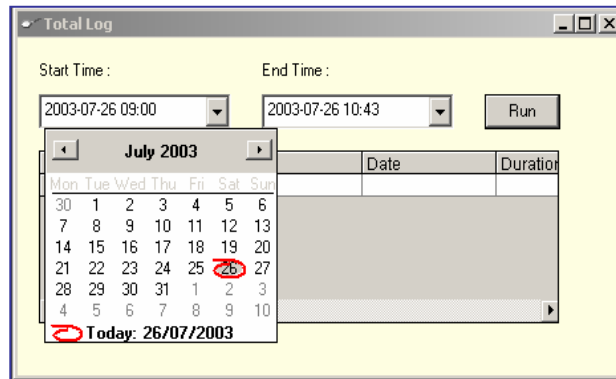 Total Log
Start Time :
End Time :
2003-07-26 09:00
2003-07-26 10:43
Run
July 2003
Date
Duration
Mon Tue Wed Thu Fri Sat Sun
30 1 2 3 4 5 6
7 8 9 10 11 12 13
14 15 16 17 18 19 20
21 22 23 24 25 26 27
28 29 30 31 1 2 3
4 5 6 7 8 9 10
Today: 26/07/2003